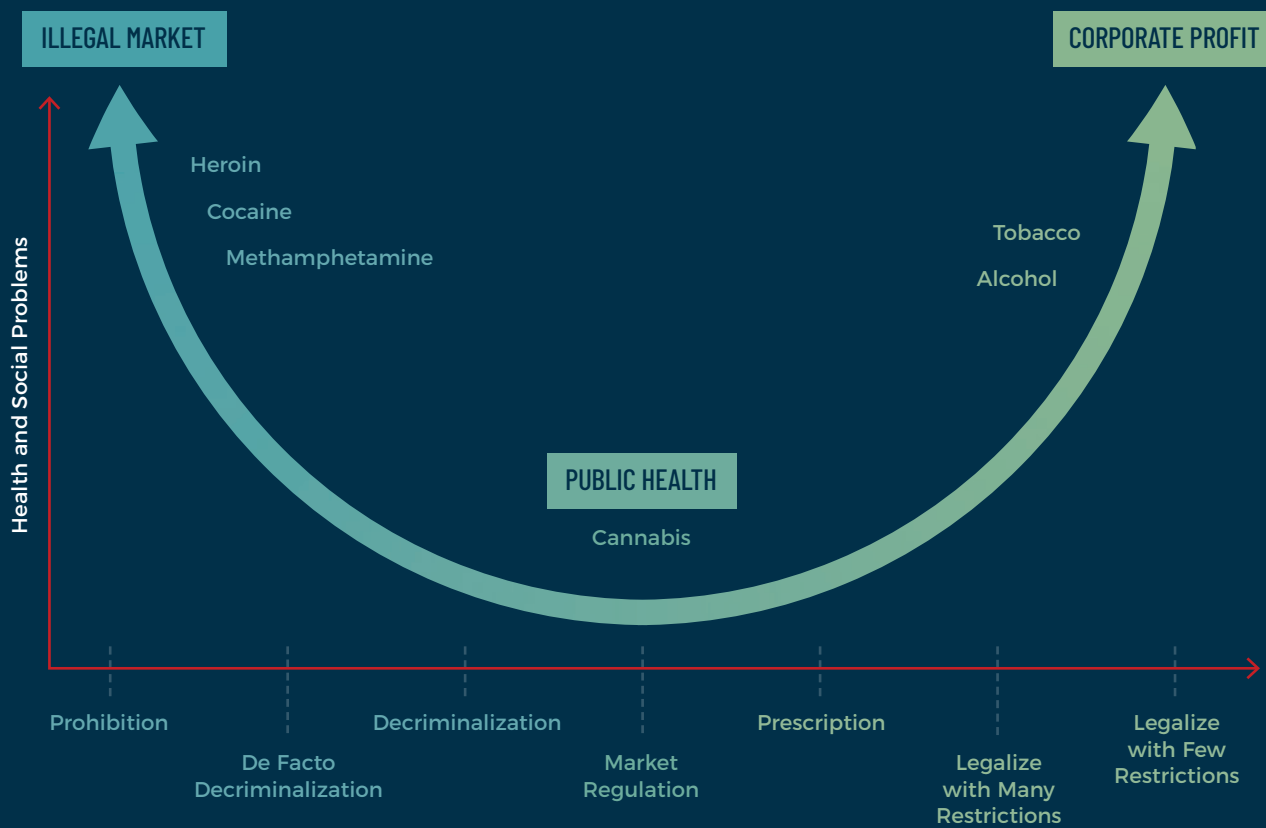 ILLEGAL MARKET
CORPORATE PROFIT
Heroin
Cocaine
Methamphetamine
Tobacco
Alcohol
Health and Social Problems
PUBLIC HEALTH
Cannabis
Prohibition
De Facto
Decriminalization
Decriminalization
Market
Regulation
Prescription
Legalize
with Many
Restrictions
Legalize
with Few
Restrictions